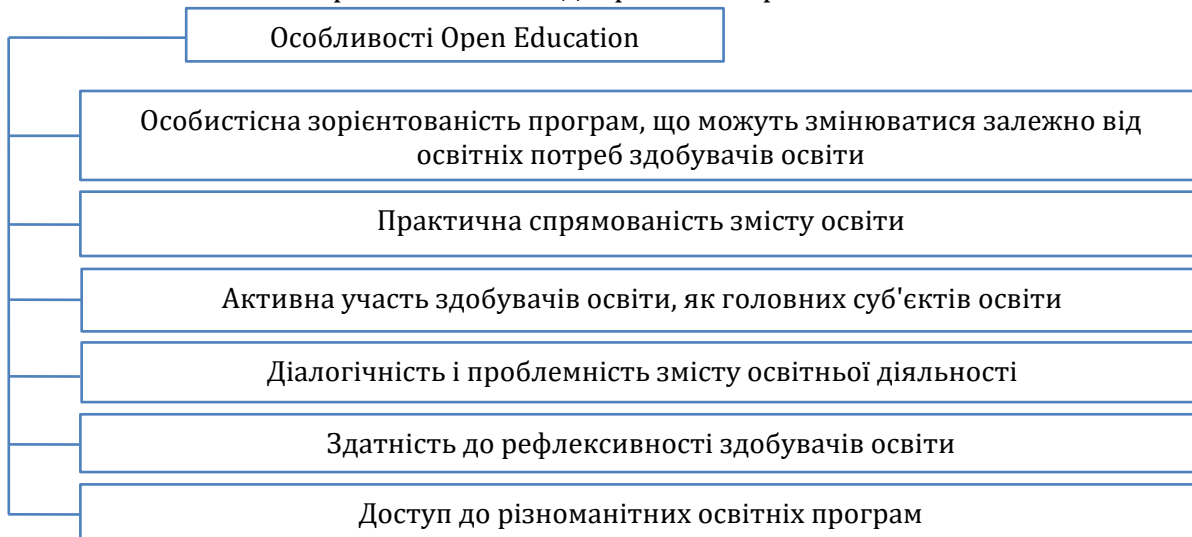 Особливості Open Education
Особистісна зорієнтованість програм, що можуть змінюватися залежно від
освітніх потреб здобувачів освіти
Практична спрямованість змісту освіти
Активна участь здобувачів освіти, як головних суб'єктів освіти
Діалогічність і проблемність змісту освітньої діяльності
Здатність до рефлексивності здобувачів освіти
Доступ до різноманітних освітніх програм